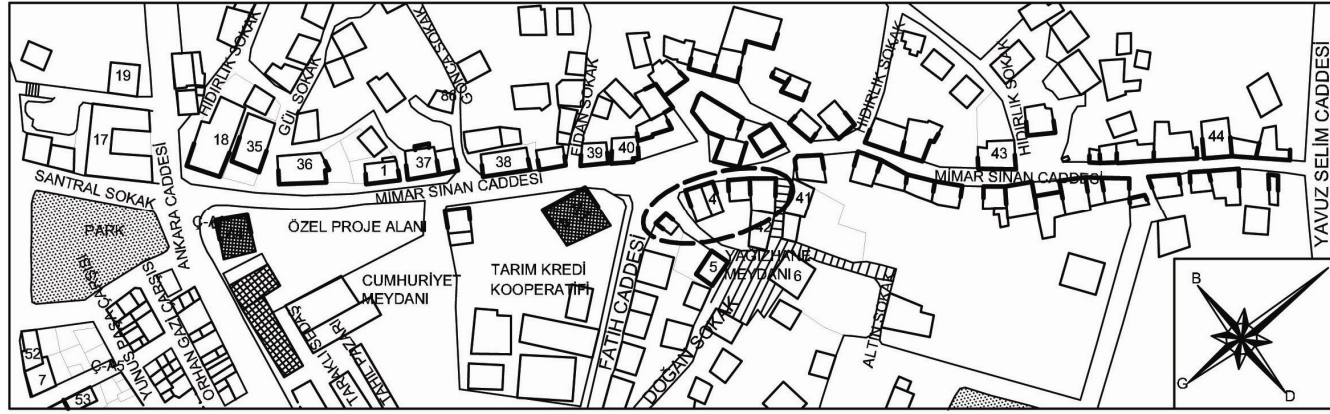 19
17
SANTRAL SOKAK
PARK
ANKARA CADDESİ
HIDIRLIK SOKAK
18
35
GÜL SOKAK
36
1
37
GONCA SOKAK
38
MİMAR SİNAN CADDESİ
39
40
4
41
42
5
6
HIDIRLIK SOKAK
HIDIRLIK SOKAK
43
MİMAR SİNAN CADDESİ
44
YAVUZ SELİM CADDESİ
ÖZEL PROJE ALANI
CUMHURİYET
MEYDANI
TARIM KREDİ
KOOPERATİFİ
FATİH CADDESİ
YAĞIZHANE
MEYDANI
DOĞAN SOKAK
ALTIN SOKAK
52
7
53
YUNUS PAŞA ÇARŞISI
ORHAN GAZİ ÇARŞISI
TAHIL PAZARI
B
G
D